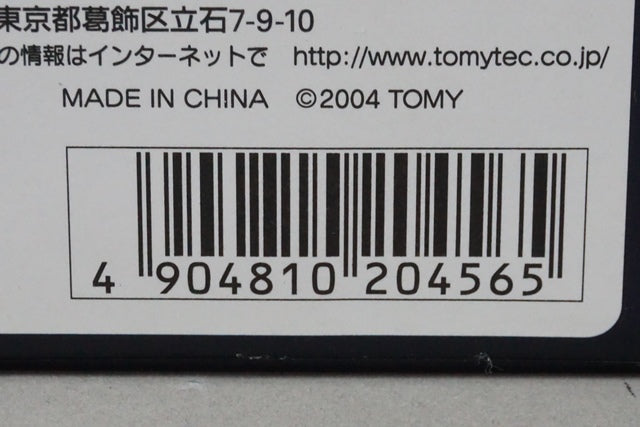 東京都葛飾区立石7-9-10
の情報はインターネットで http://www.tomytec.co.jp/
MADE IN CHINA ©2004 TOMY
4 904810 204565